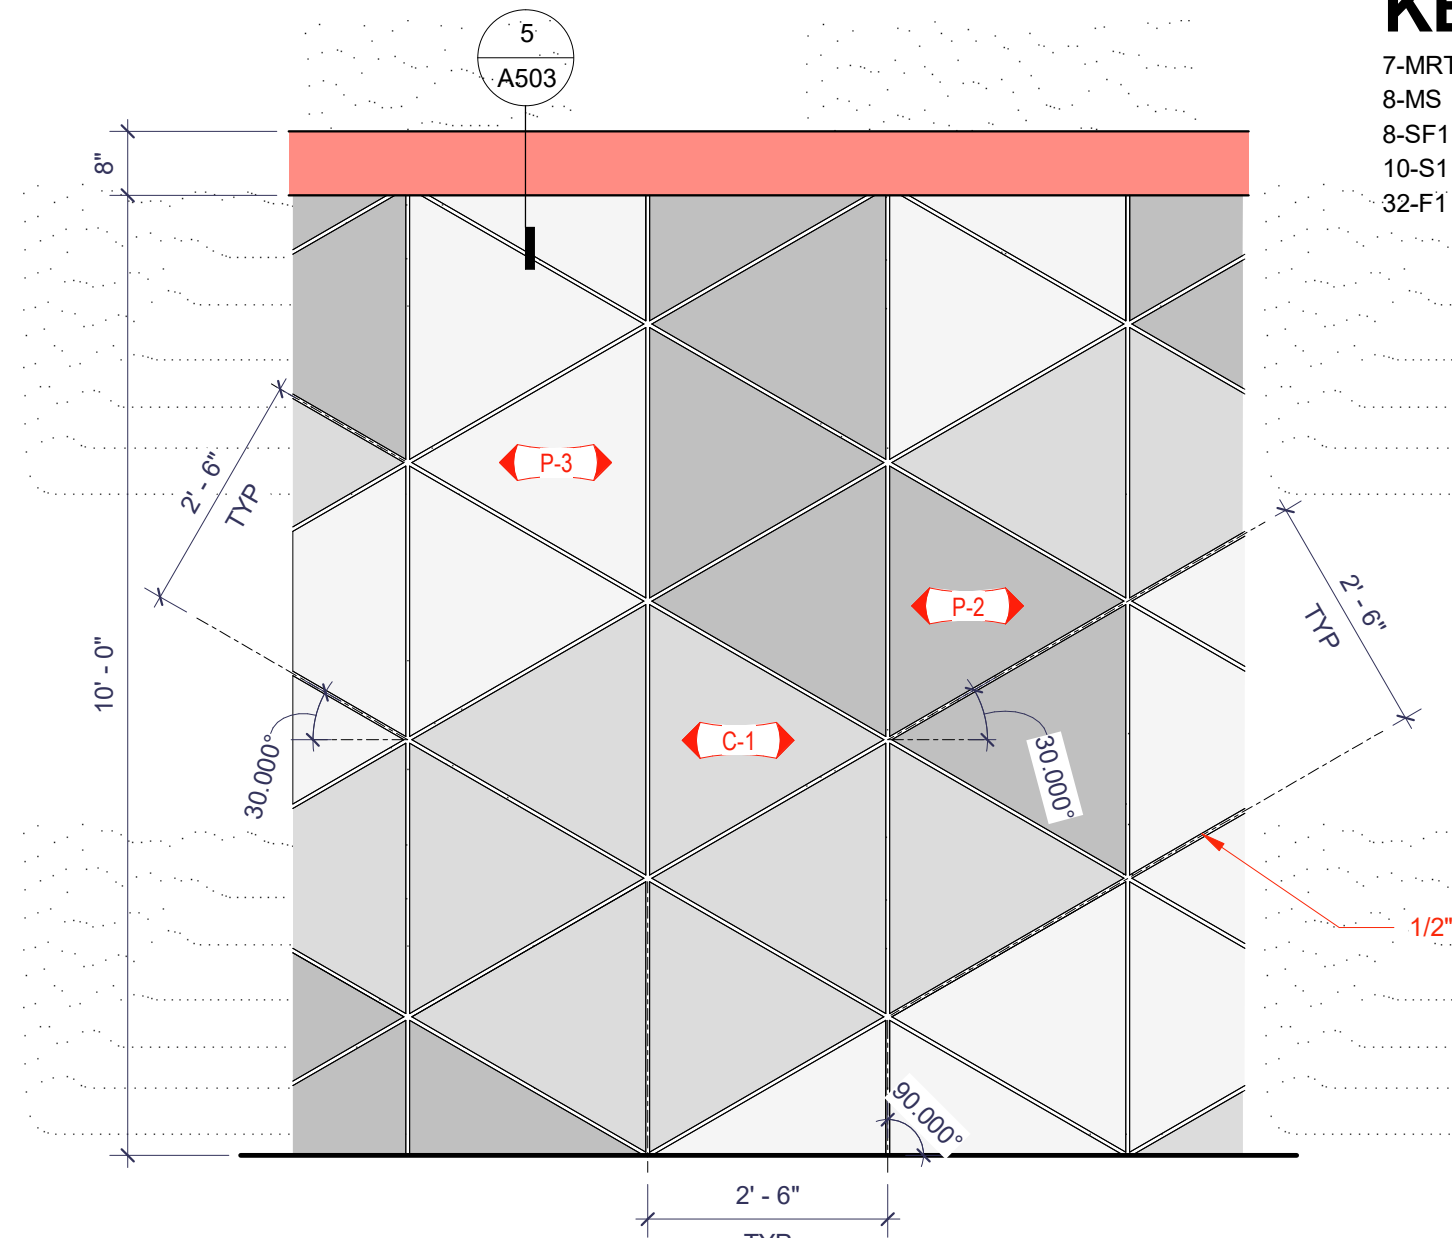 5
A503
7-MRT
8-MS
8-SF1
10-S1
32-F1
8"
10' - 0"
2' - 6"
TYP
P-3
P-2
C-1
2' - 6"
TYP
30.000°
30.000°
1/2"
90.000°
2' - 6"
TYP